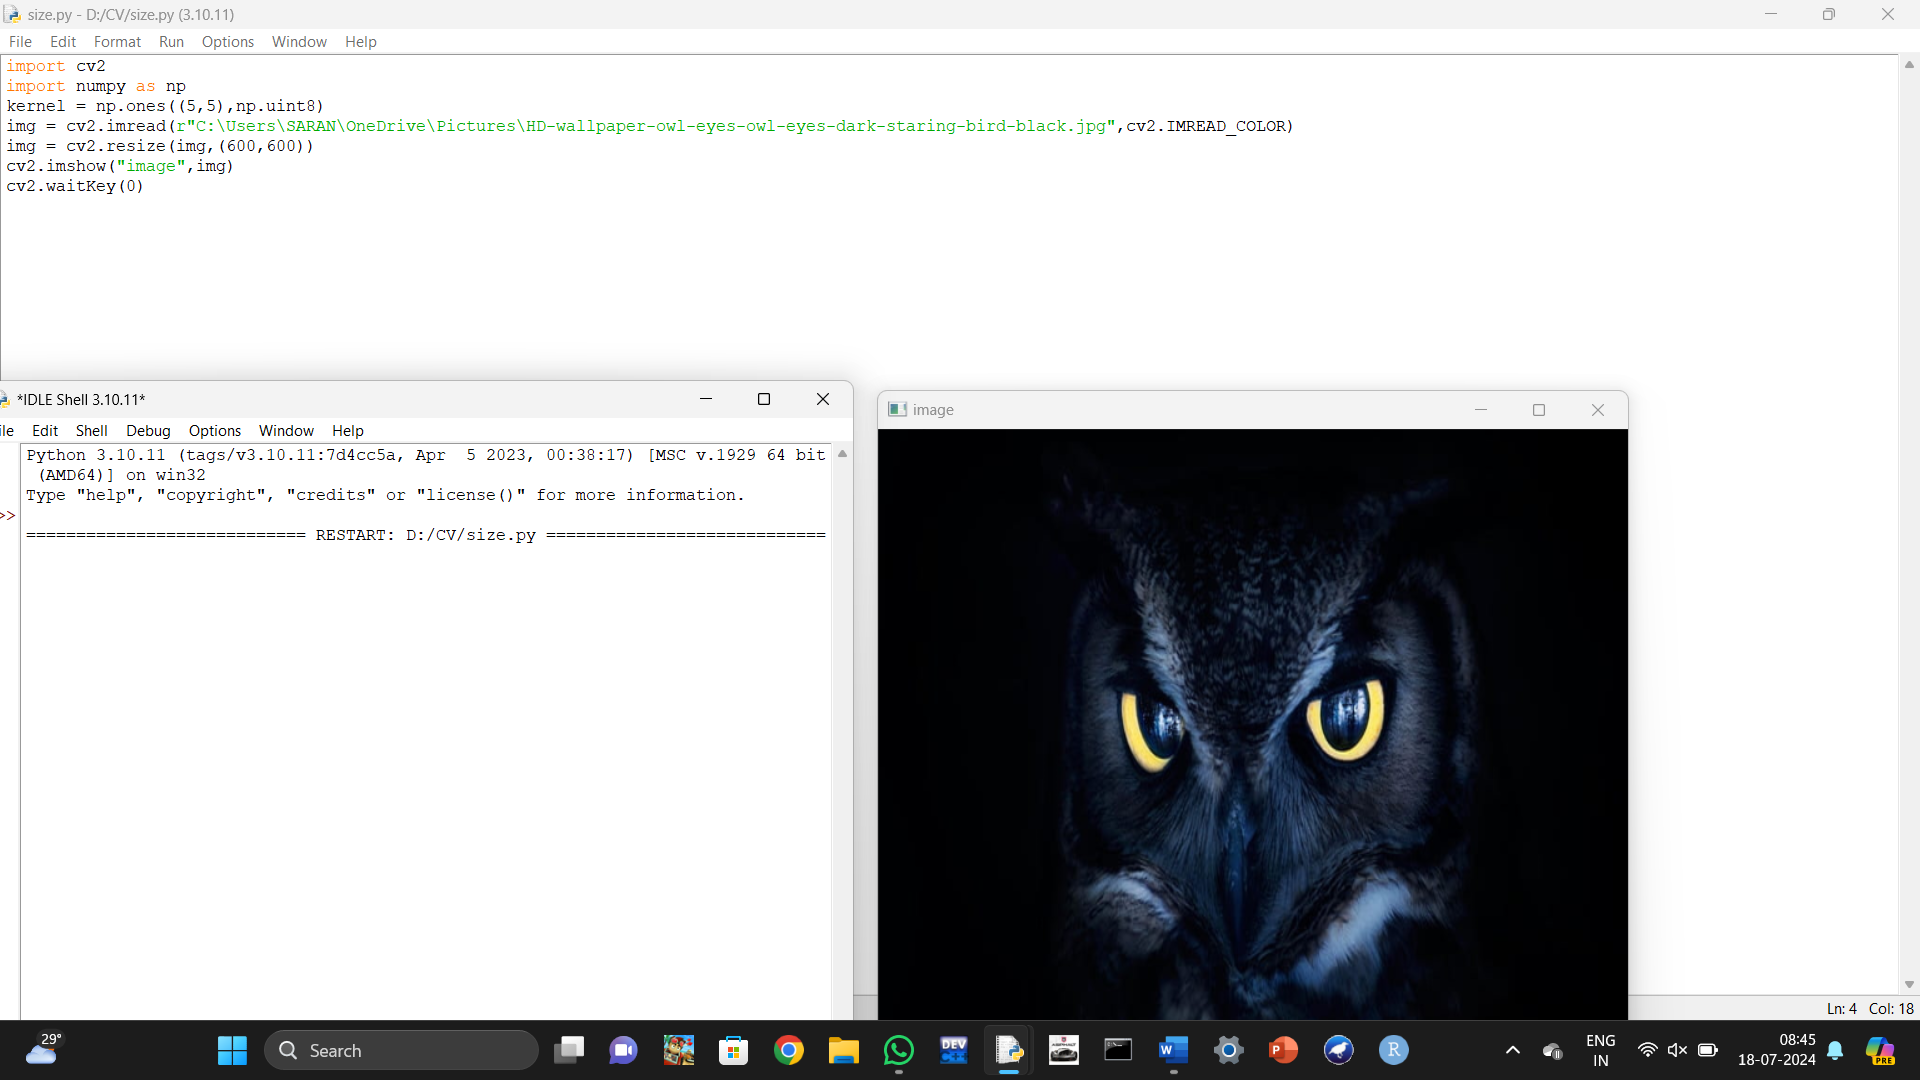 size.py - D:/CV/size.py (3.10.11)
File Edit Format Run Options Window Help
import cv2
import numpy as np
kernel = np.ones((5,5),np.uint8)
img = cv2.imread(r"C:\Users\SARAN\OneDrive\Pictures\HD-wallpaper-owl-eyes-owl-eyes-dark-staring-bird-black.jpg",cv2.IMREAD_COLOR)
img = cv2.resize(img,(600,600))
cv2.imshow("image",img)
cv2.waitKey(0)
*IDLE Shell 3.10.11*
ile Edit Shell Debug Options Window Help
Python 3.10.11 (tags/v3.10.11:7d4cc5a, Apr  5 2023, 00:38:17) [MSC v.1929 64 bit
 (AMD64)] on win32
Type "help", "copyright", "credits" or "license()" for more information.
>>
============================ RESTART: D:/CV/size.py ============================
image
Ln: 4 Col: 18
29°
Search
DEV
C++
ASPHALT
W
P
R
ENG
IN
08:45
18-07-2024
PRE